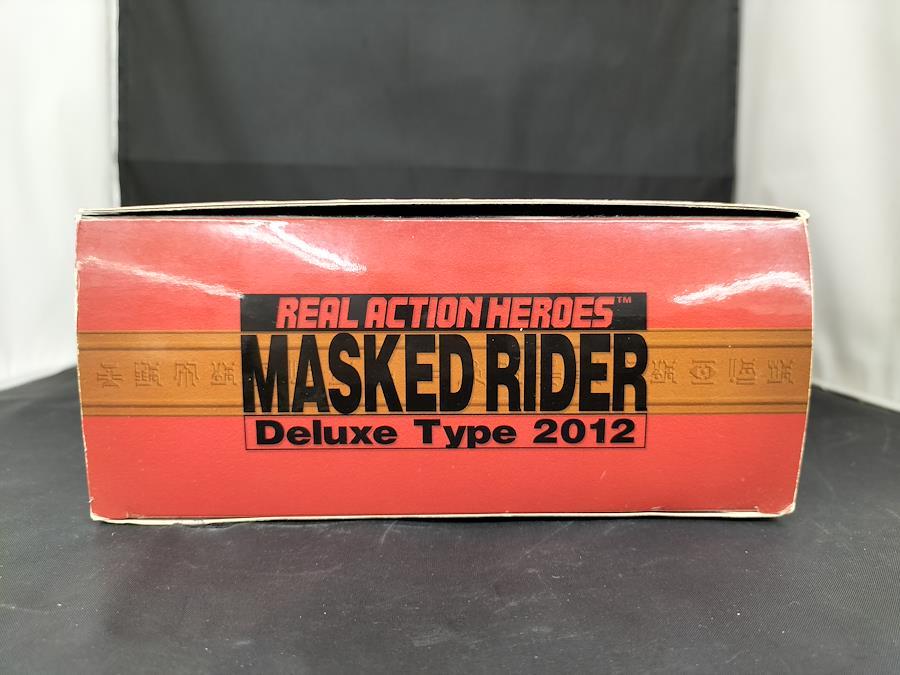 REAL ACTION HEROES™
MASKED RIDER
Deluxe Type 2012